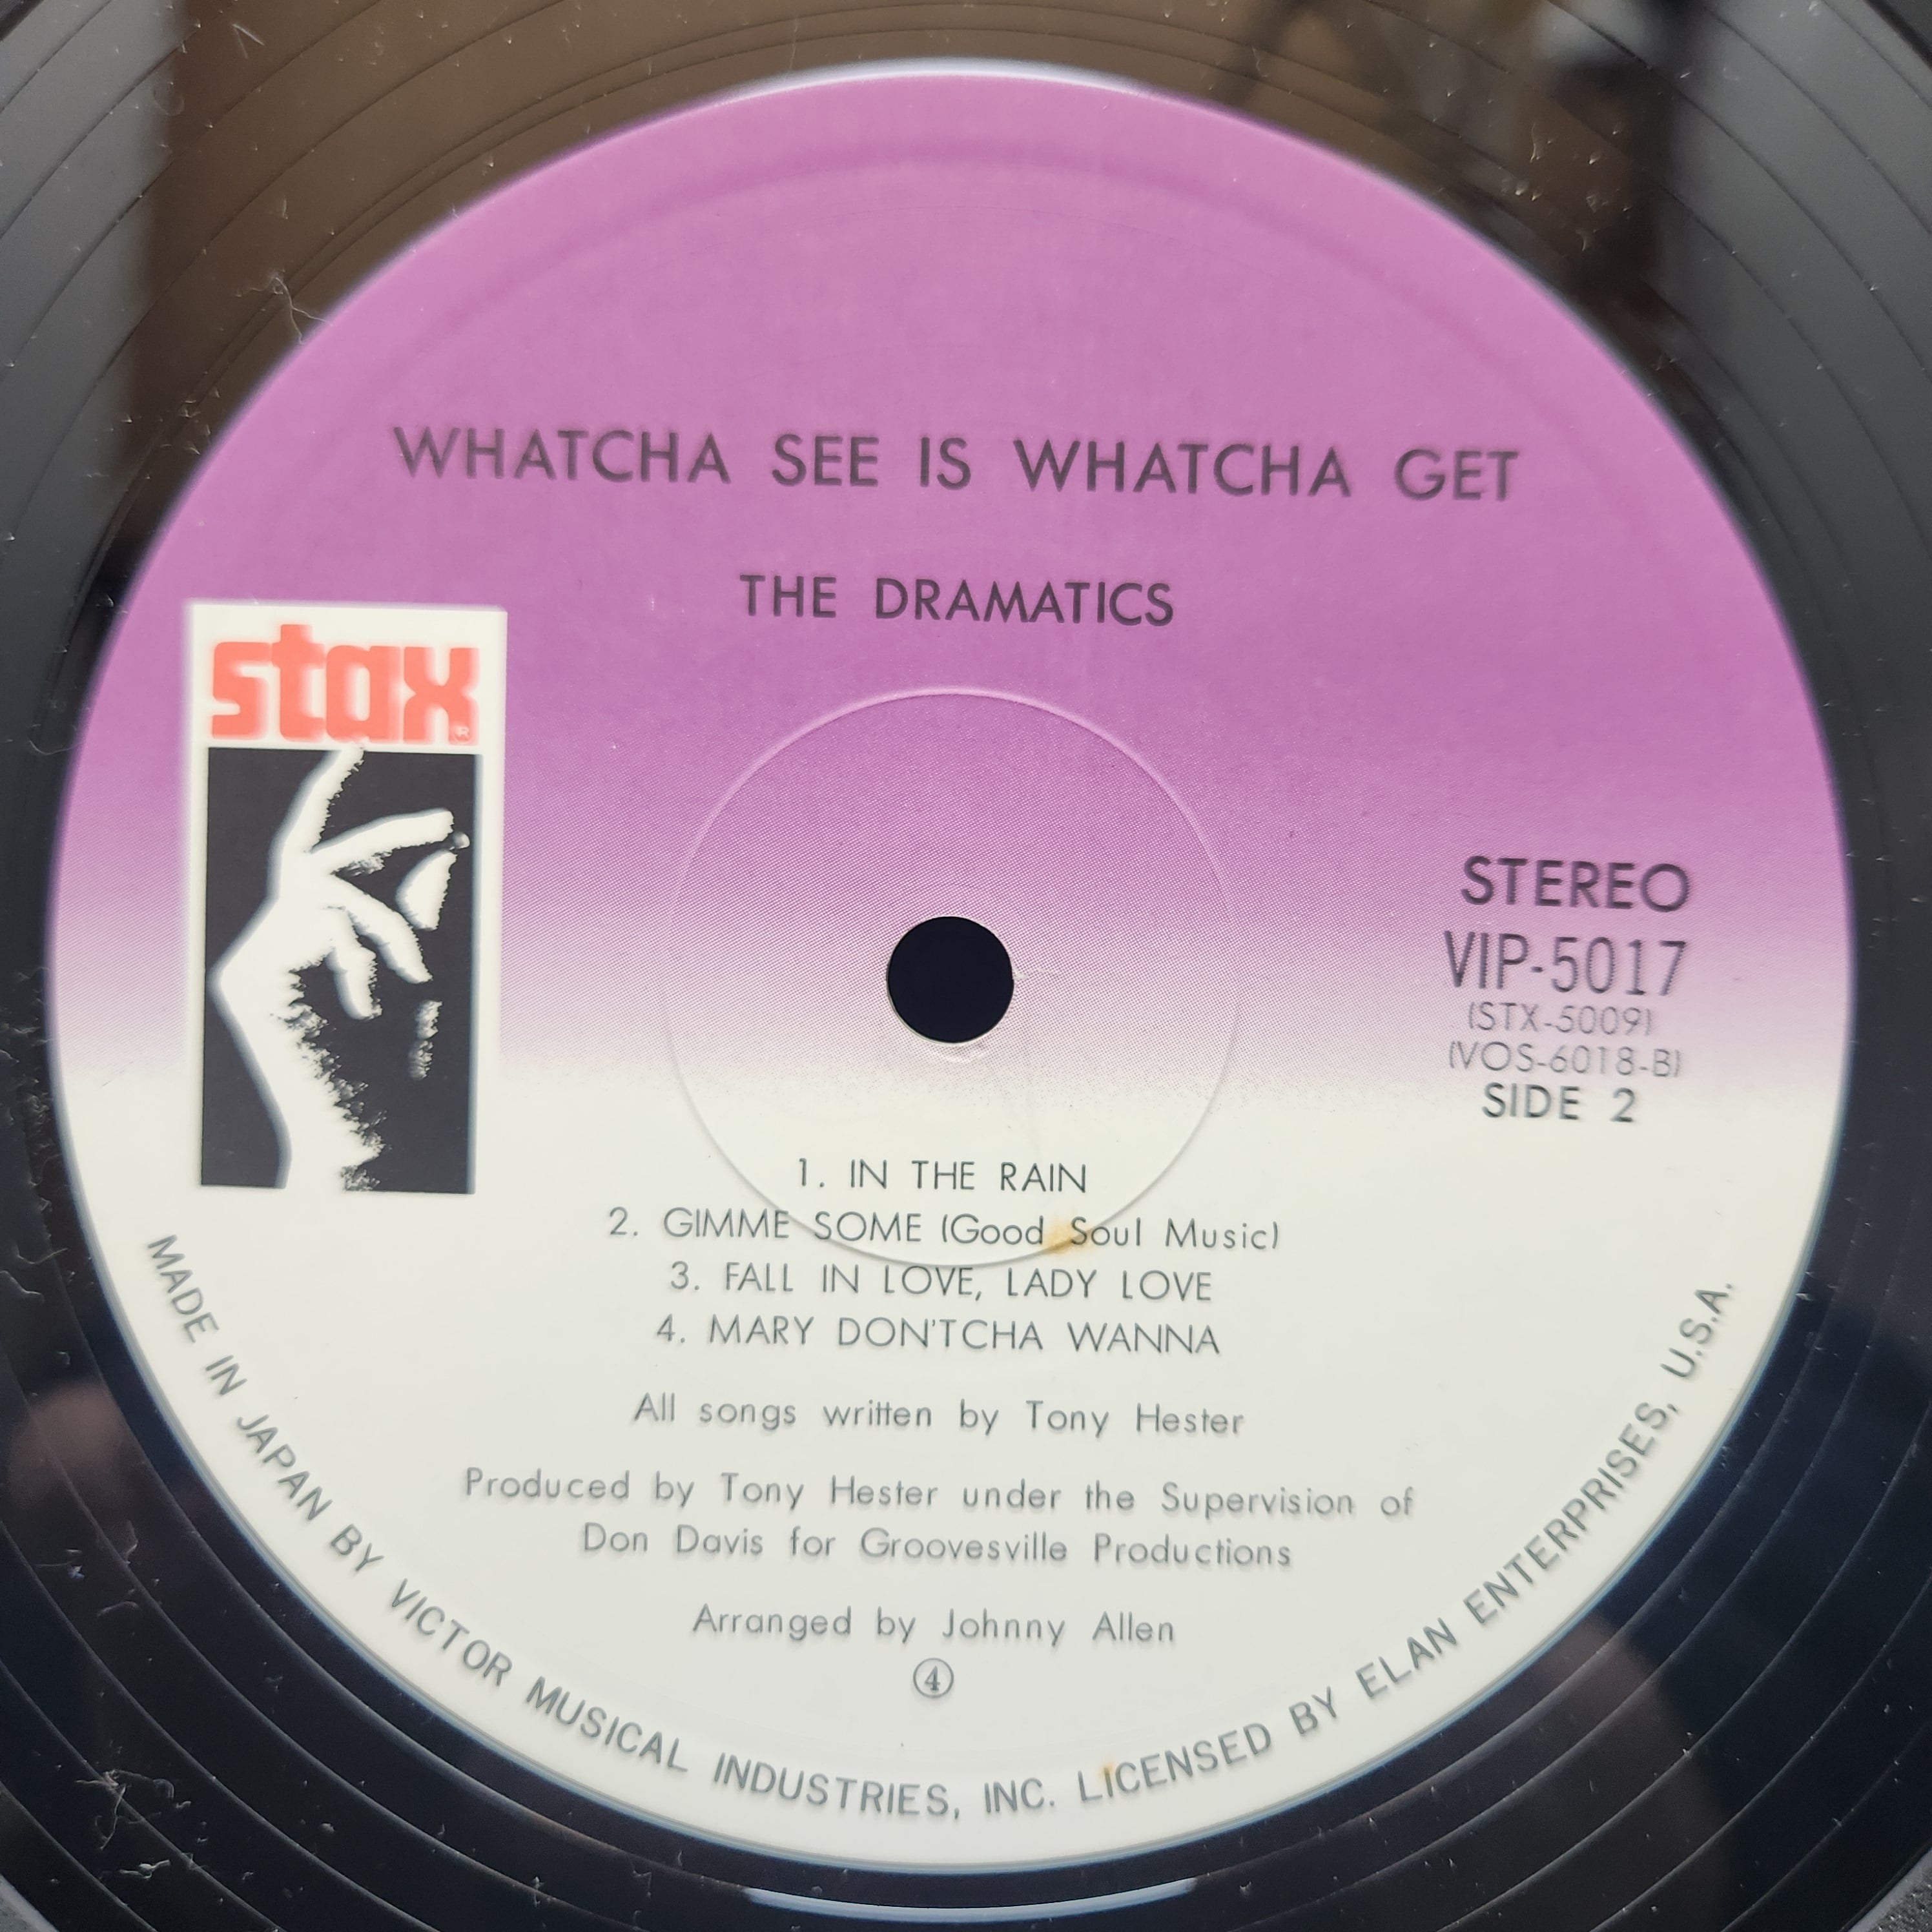 WHATCHA SEE IS WHATCHA GET
THE DRAMATICS
stax
R
STEREO
VIP-5017
(STX-5009)
(VOS-6018-B)
SIDE 2
1. IN THE RAIN
2. GIMME SOME (Good Soul Music)
3. FALL IN LOVE, LADY LOVE
4. MARY DON'TCHA WANNA
All songs written by Tony Hester
Produced by Tony Hester under the Supervision of
Don Davis for Groovesville Productions
Arranged by Johnny Allen
④
MADE IN JAPAN BY VICTOR MUSICAL INDUSTRIES, INC. LICENSED BY ELAN ENTERPRISES, U.S.A.